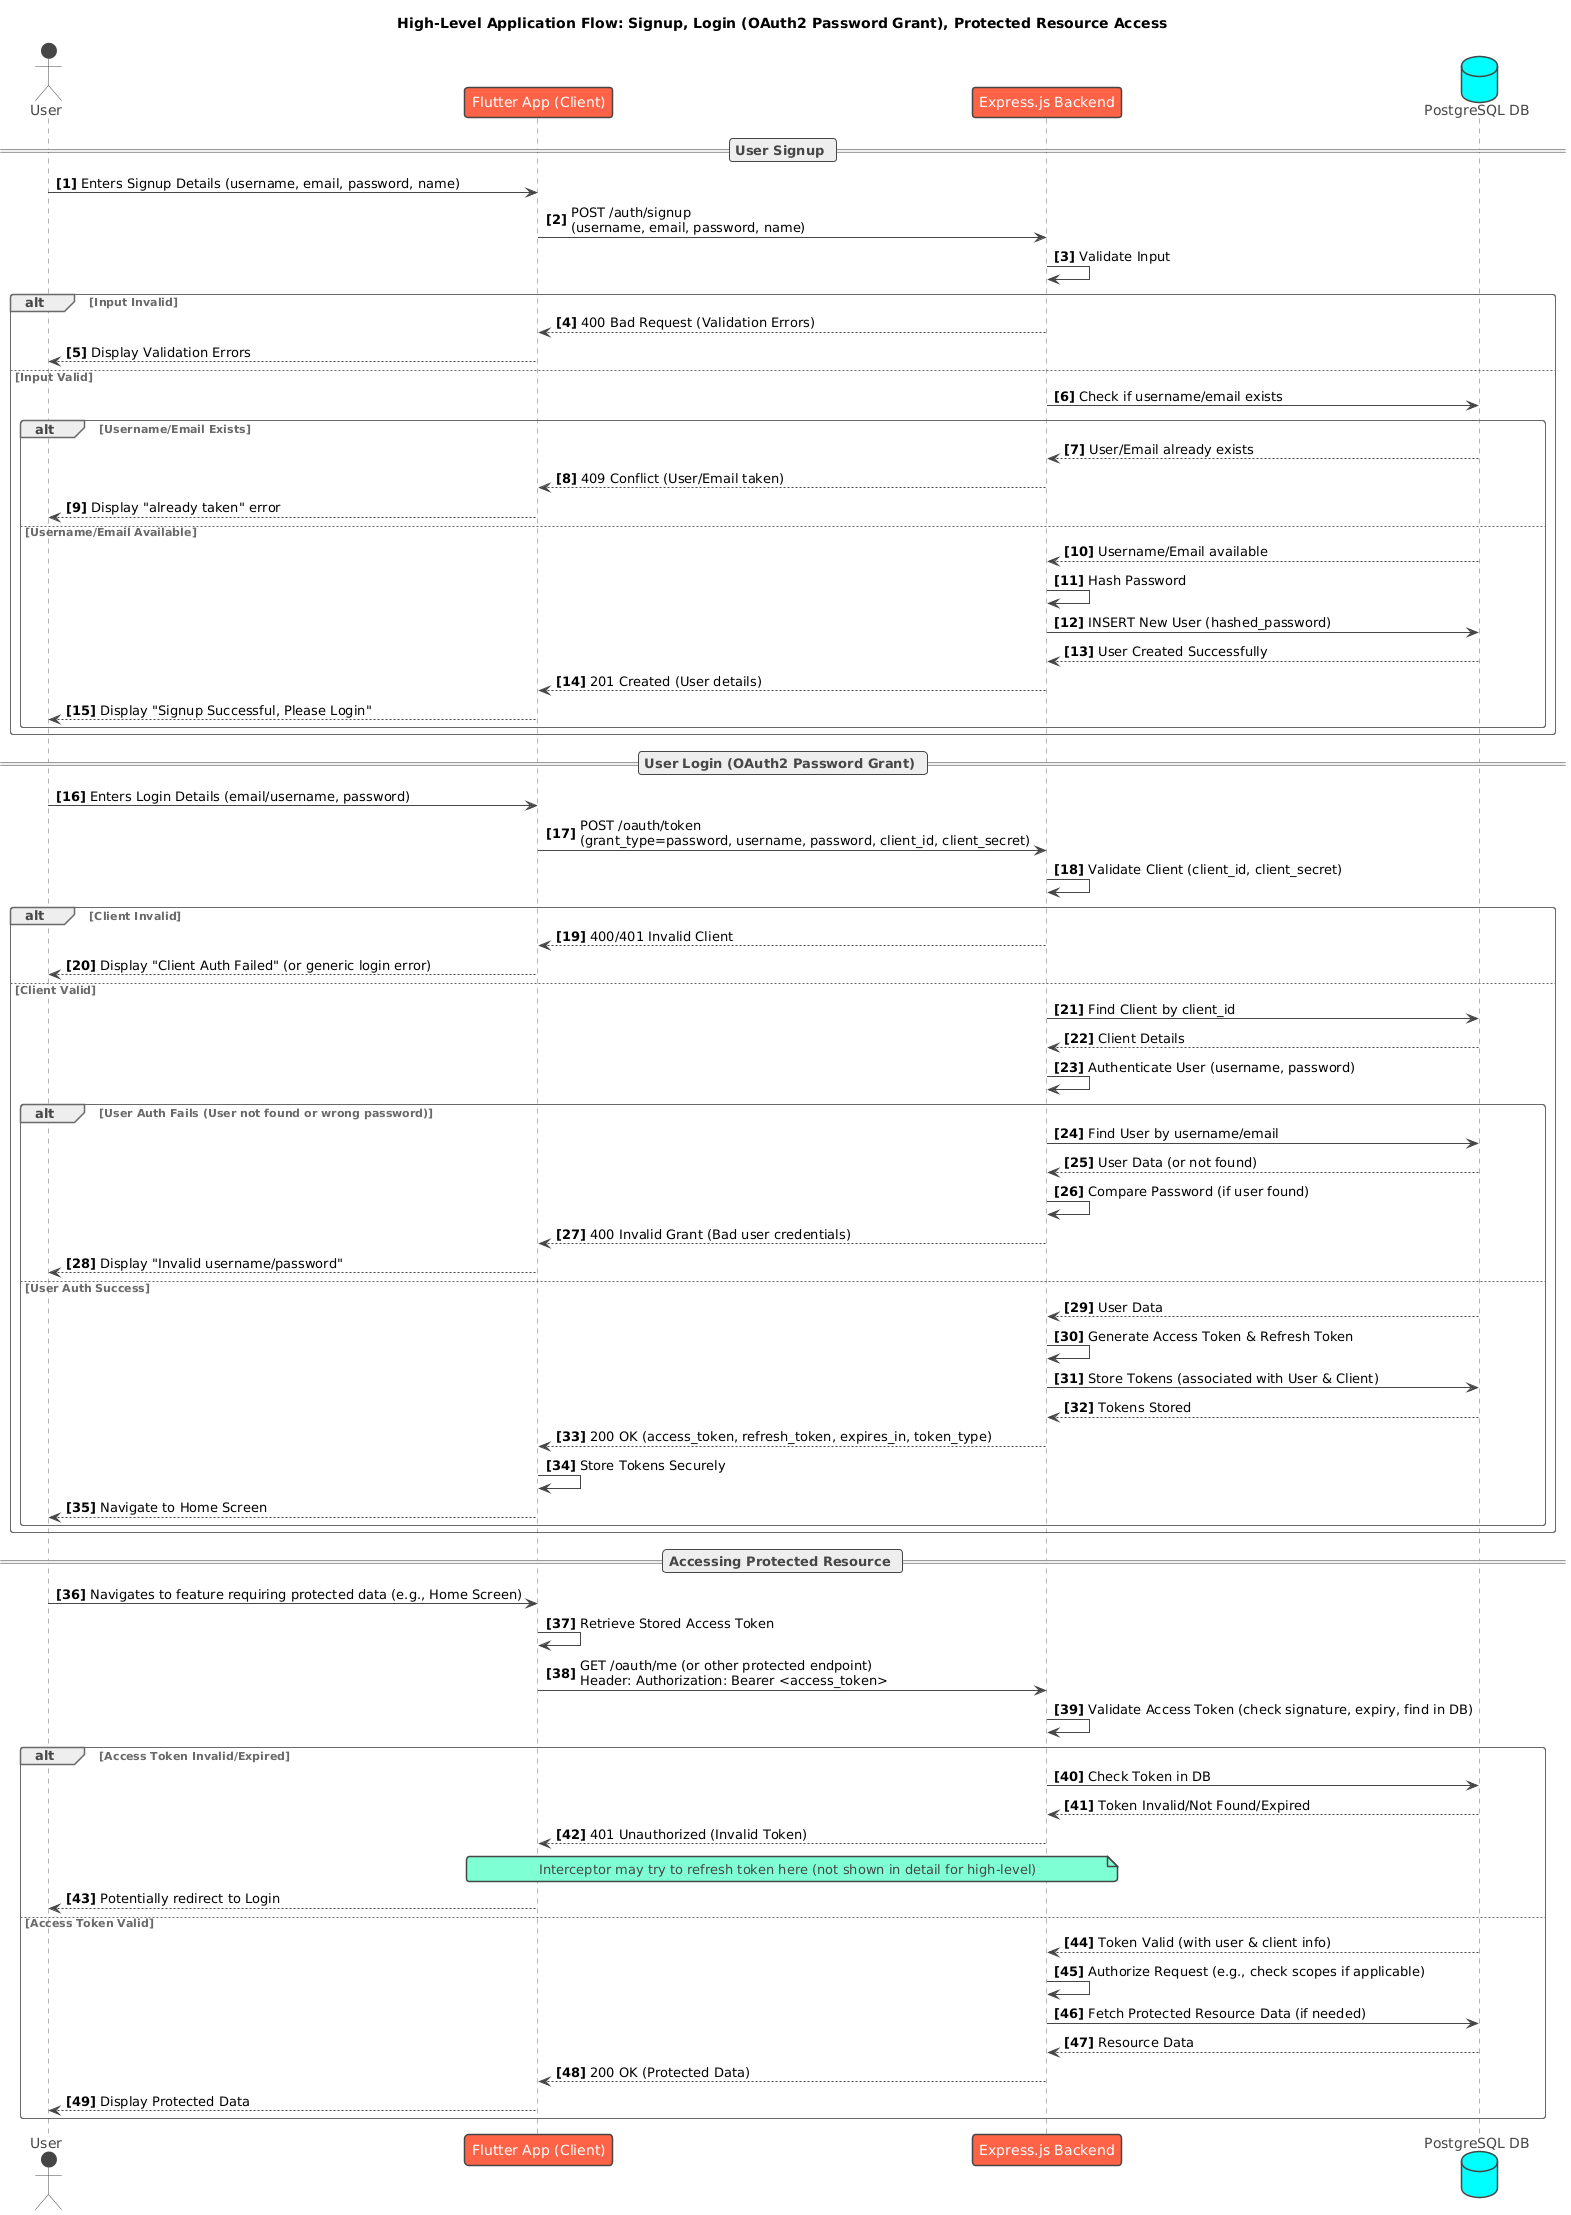 High-Level Application Flow: Signup, Login (OAuth2 Password Grant), Protected Resource Access
User
Flutter App (Client)
Express.js Backend
PostgreSQL DB
User Signup
[1] Enters Signup Details (username, email, password, name)
[2] POST /auth/signup
(username, email, password, name)
[3] Validate Input
alt [Input Invalid]
[4] 400 Bad Request (Validation Errors)
[5] Display Validation Errors
[Input Valid]
[6] Check if username/email exists
alt [Username/Email Exists]
[7] User/Email already exists
[8] 409 Conflict (User/Email taken)
[9] Display "already taken" error
[Username/Email Available]
[10] Username/Email available
[11] Hash Password
[12] INSERT New User (hashed_password)
[13] User Created Successfully
[14] 201 Created (User details)
[15] Display "Signup Successful, Please Login"
User Login (OAuth2 Password Grant)
[16] Enters Login Details (email/username, password)
[17] POST /oauth/token
(grant_type=password, username, password, client_id, client_secret)
[18] Validate Client (client_id, client_secret)
alt [Client Invalid]
[19] 400/401 Invalid Client
[20] Display "Client Auth Failed" (or generic login error)
[Client Valid]
[21] Find Client by client_id
[22] Client Details
[23] Authenticate User (username, password)
alt [User Auth Fails (User not found or wrong password)]
[24] Find User by username/email
[25] User Data (or not found)
[26] Compare Password (if user found)
[27] 400 Invalid Grant (Bad user credentials)
[28] Display "Invalid username/password"
[User Auth Success]
[29] User Data
[30] Generate Access Token & Refresh Token
[31] Store Tokens (associated with User & Client)
[32] Tokens Stored
[33] 200 OK (access_token, refresh_token, expires_in, token_type)
[34] Store Tokens Securely
[35] Navigate to Home Screen
Accessing Protected Resource
[36] Navigates to feature requiring protected data (e.g., Home Screen)
[37] Retrieve Stored Access Token
[38] GET /oauth/me (or other protected endpoint)
Header: Authorization: Bearer <access_token>
[39] Validate Access Token (check signature, expiry, find in DB)
alt [Access Token Invalid/Expired]
[40] Check Token in DB
[41] Token Invalid/Not Found/Expired
[42] 401 Unauthorized (Invalid Token)
Interceptor may try to refresh token here (not shown in detail for high-level)
[43] Potentially redirect to Login
[Access Token Valid]
[44] Token Valid (with user & client info)
[45] Authorize Request (e.g., check scopes if applicable)
[46] Fetch Protected Resource Data (if needed)
[47] Resource Data
[48] 200 OK (Protected Data)
[49] Display Protected Data
User
Flutter App (Client)
Express.js Backend
PostgreSQL DB